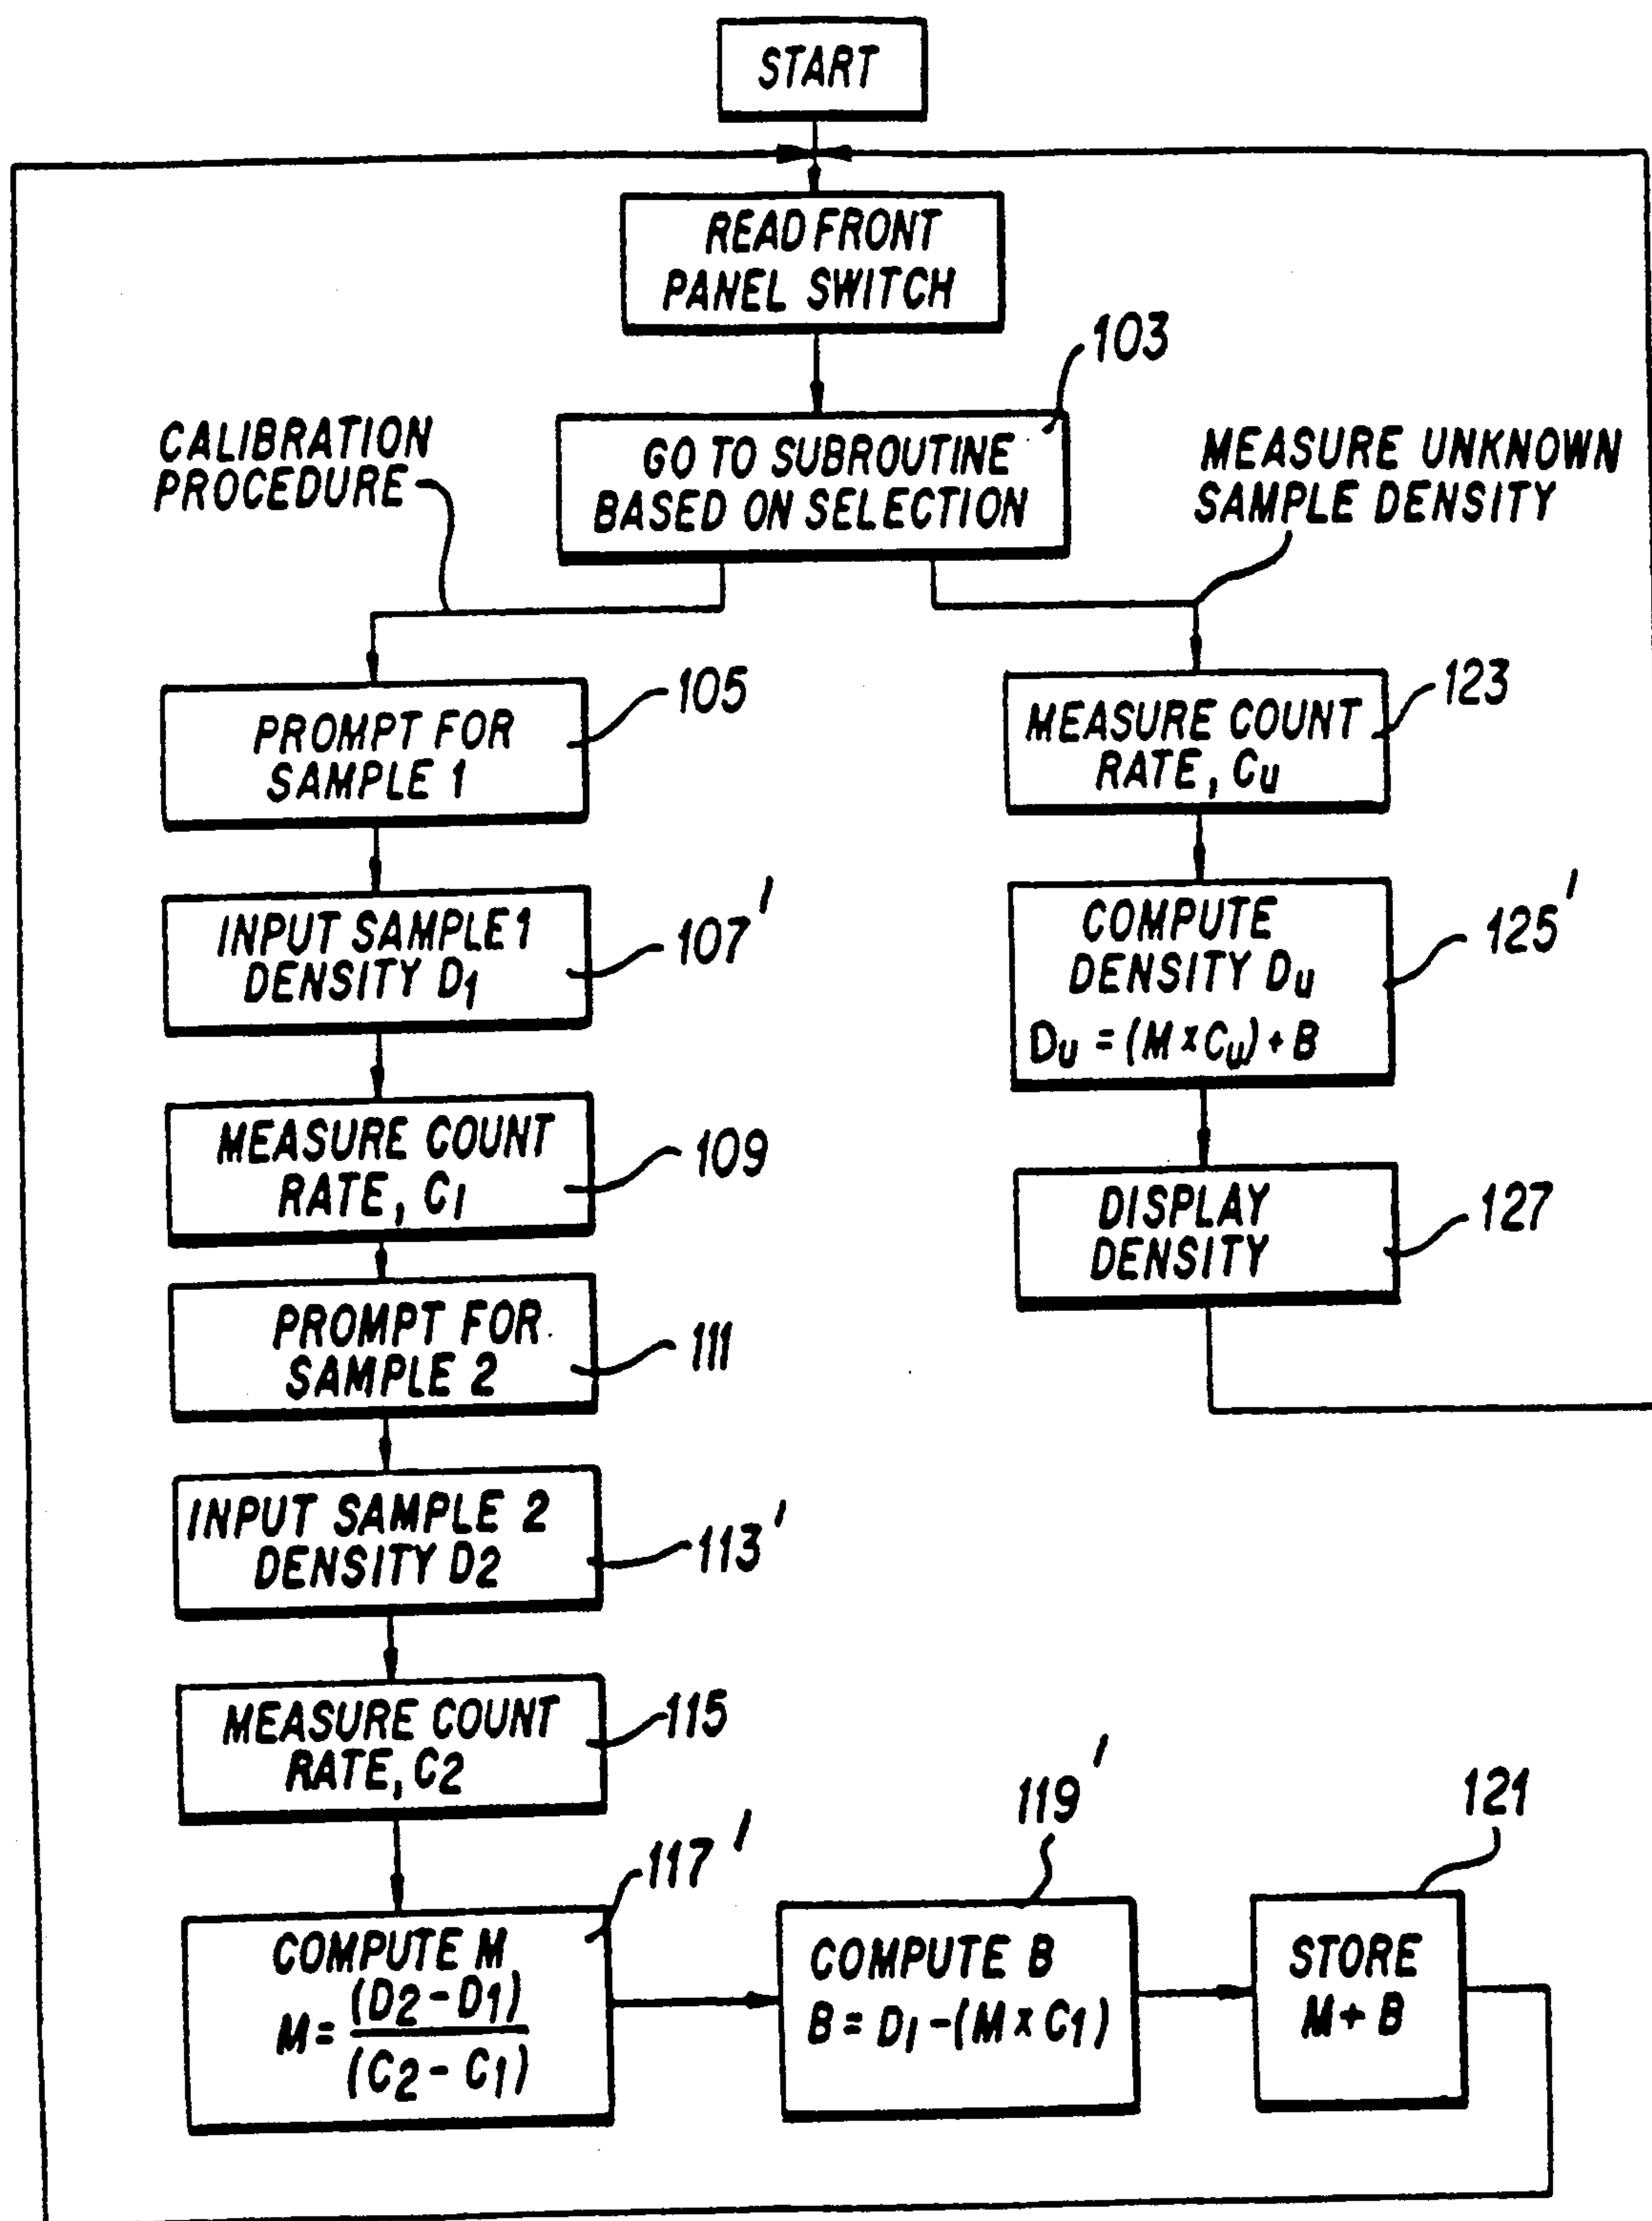 START
READ FRONT
PANEL SWITCH
103
GO TO SUBROUTINE
BASED ON SELECTION
CALIBRATION
PROCEDURE
MEASURE UNKNOWN
SAMPLE DENSITY
PROMPT FOR
SAMPLE 1
105
INPUT SAMPLE 1
DENSITY D1
107'
MEASURE COUNT
RATE, C1
109
PROMPT FOR
SAMPLE 2
111
INPUT SAMPLE 2
DENSITY D2
113'
MEASURE COUNT
RATE, C2
115
COMPUTE M
M = (D2 - D1)
(C2 - C1)
117'
COMPUTE B
B = D1 - (M x C1)
119'
STORE
M + B
121
MEASURE COUNT
RATE, Cu
123
COMPUTE
DENSITY Du
Du = (M x Cu) + B
125'
DISPLAY
DENSITY
127